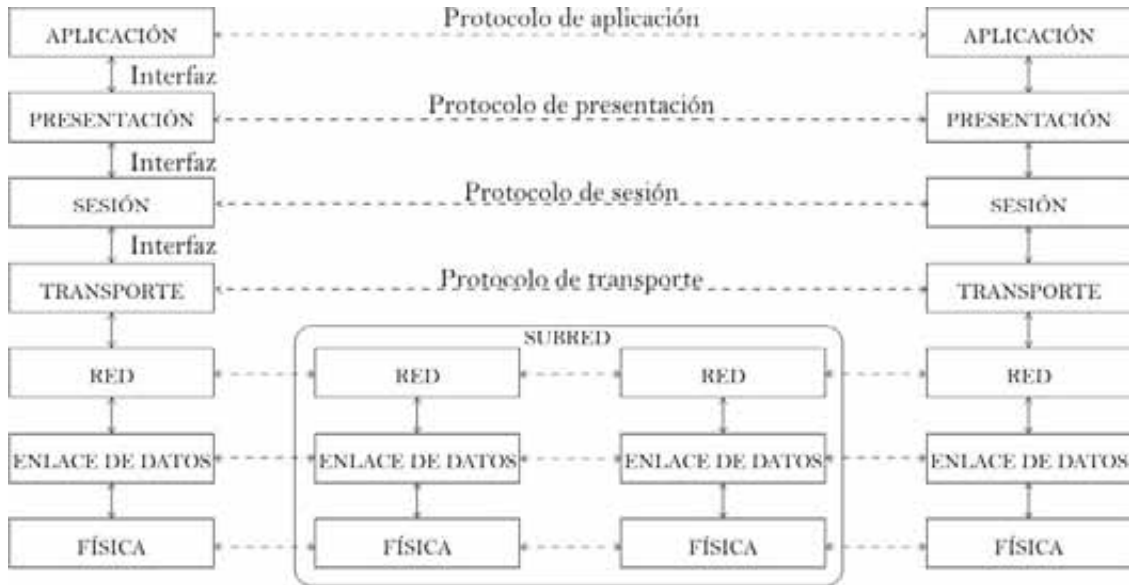 Protocolo de aplicación
APLICACIÓN APLICACIÓN
Interfaz
Protocolo de presentación
PRESENTACIÓN PRESENTACIÓN
Interfaz
Protocolo de sesión
SESIÓN SESIÓN
Interfaz
Protocolo de transporte
TRANSPORTE TRANSPORTE
SUBRED
RED RED RED RED
ENLACE DE DATOS ENLACE DE DATOS ENLACE DE DATOS ENLACE DE DATOS
FÍSICA FÍSICA FÍSICA FÍSICA